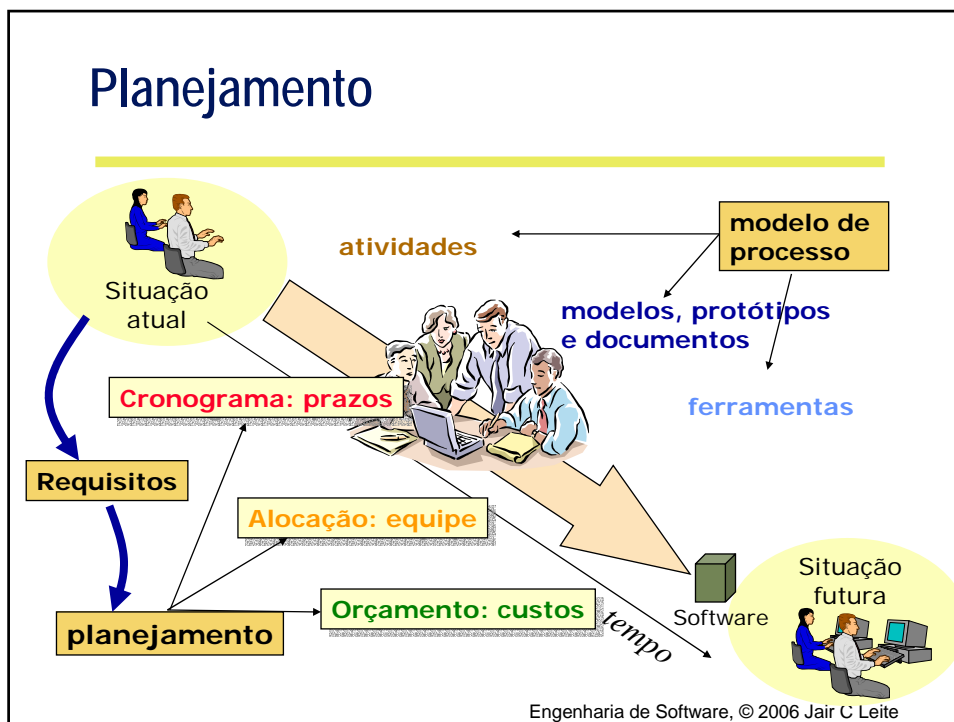 Planejamento
Situação
atual
atividades
modelo de
processo
modelos, protótipos
e documentos
ferramentas
Cronograma: prazos
Requisitos
Alocação: equipe
planejamento
Orçamento: custos
tempo
Software
Situação
futura
Engenharia de Software, © 2006 Jair C Leite